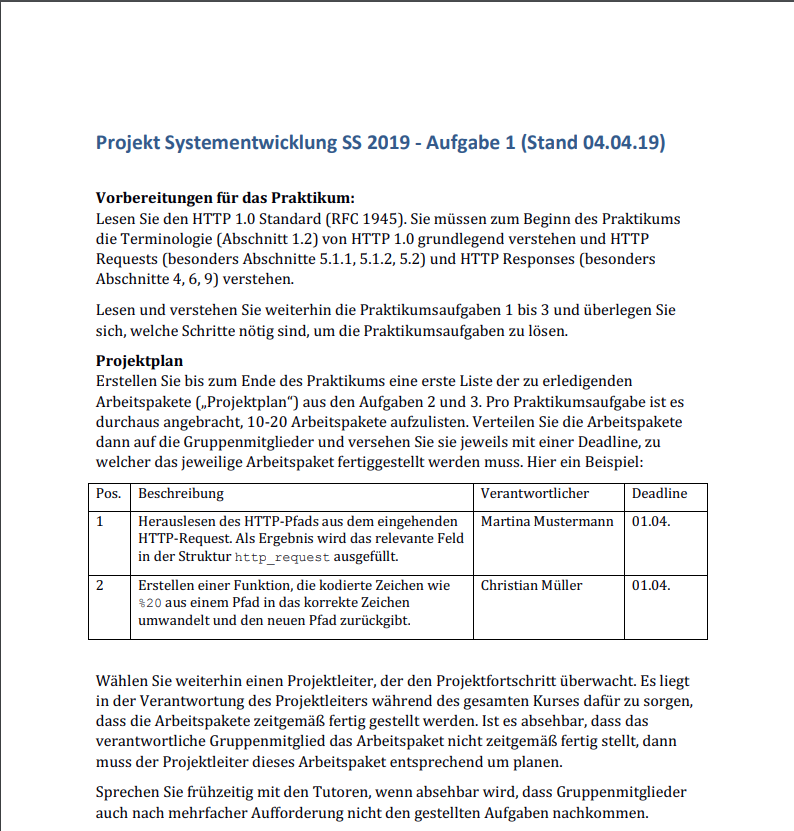 Projekt Systementwicklung SS 2019 - Aufgabe 1 (Stand 04.04.19)
Vorbereitungen für das Praktikum:
Lesen Sie den HTTP 1.0 Standard (RFC 1945). Sie müssen zum Beginn des Praktikums
die Terminologie (Abschnitt 1.2) von HTTP 1.0 grundlegend verstehen und HTTP
Requests (besonders Abschnitte 5.1.1, 5.1.2, 5.2) und HTTP Responses (besonders
Abschnitte 4, 6, 9) verstehen.
Lesen und verstehen Sie weiterhin die Praktikumsaufgaben 1 bis 3 und überlegen Sie
sich, welche Schritte nötig sind, um die Praktikumsaufgaben zu lösen.
Projektplan
Erstellen Sie bis zum Ende des Praktikums eine erste Liste der zu erledigenden
Arbeitspakete („Projektplan“) aus den Aufgaben 2 und 3. Pro Praktikumsaufgabe ist es
durchaus angebracht, 10-20 Arbeitspakete aufzulisten. Verteilen Sie die Arbeitspakete
dann auf die Gruppenmitglieder und versehen Sie sie jeweils mit einer Deadline, zu
welcher das jeweilige Arbeitspaket fertiggestellt werden muss. Hier ein Beispiel:
Pos. Beschreibung Verantwortlicher Deadline
1 Herauslesen des HTTP-Pfads aus dem eingehenden Martina Mustermann 01.04.
HTTP-Request. Als Ergebnis wird das relevante Feld
in der Struktur http_request ausgefüllt.
2 Erstellen einer Funktion, die kodierte Zeichen wie Christian Müller 01.04.
%20 aus einem Pfad in das korrekte Zeichen
umwandelt und den neuen Pfad zurückgibt.
Wählen Sie weiterhin einen Projektleiter, der den Projektfortschritt überwacht. Es liegt
in der Verantwortung des Projektleiters während des gesamten Kurses dafür zu sorgen,
dass die Arbeitspakete zeitgemäß fertig gestellt werden. Ist es absehbar, dass das
verantwortliche Gruppenmitglied das Arbeitspaket nicht zeitgemäß fertig stellt, dann
muss der Projektleiter dieses Arbeitspaket entsprechend um planen.
Sprechen Sie frühzeitig mit den Tutoren, wenn absehbar wird, dass Gruppenmitglieder
auch nach mehrfacher Aufforderung nicht den gestellten Aufgaben nachkommen.